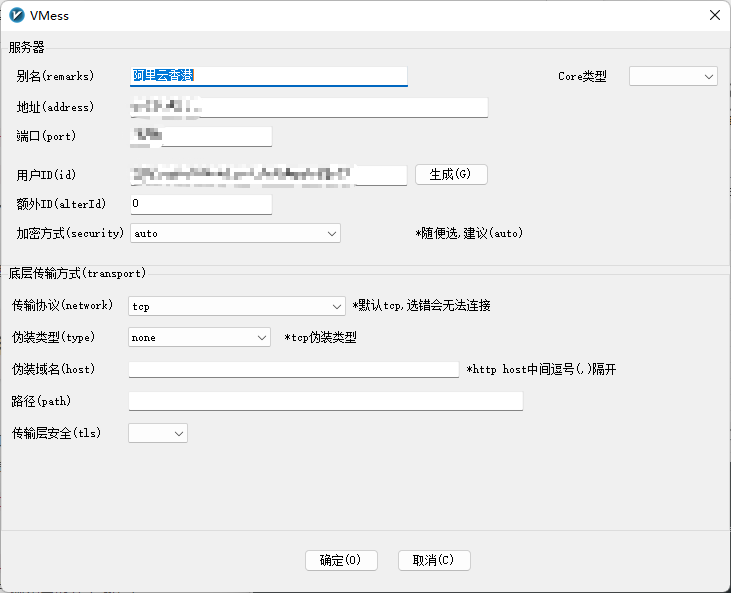 VMess
服务器
别名(remarks) 阿里云香港 Core类型
地址(address)
端口(port)
用户ID(id) 生成(G)
额外ID(alterId) 0
加密方式(security) auto *随便选,建议(auto)
底层传输方式(transport)
传输协议(network) tcp *默认tcp,选错会无法连接
伪装类型(type) none *tcp伪装类型
伪装域名(host) *http host中间逗号(,)隔开
路径(path)
传输层安全(tls)
确定(O) 取消(C)